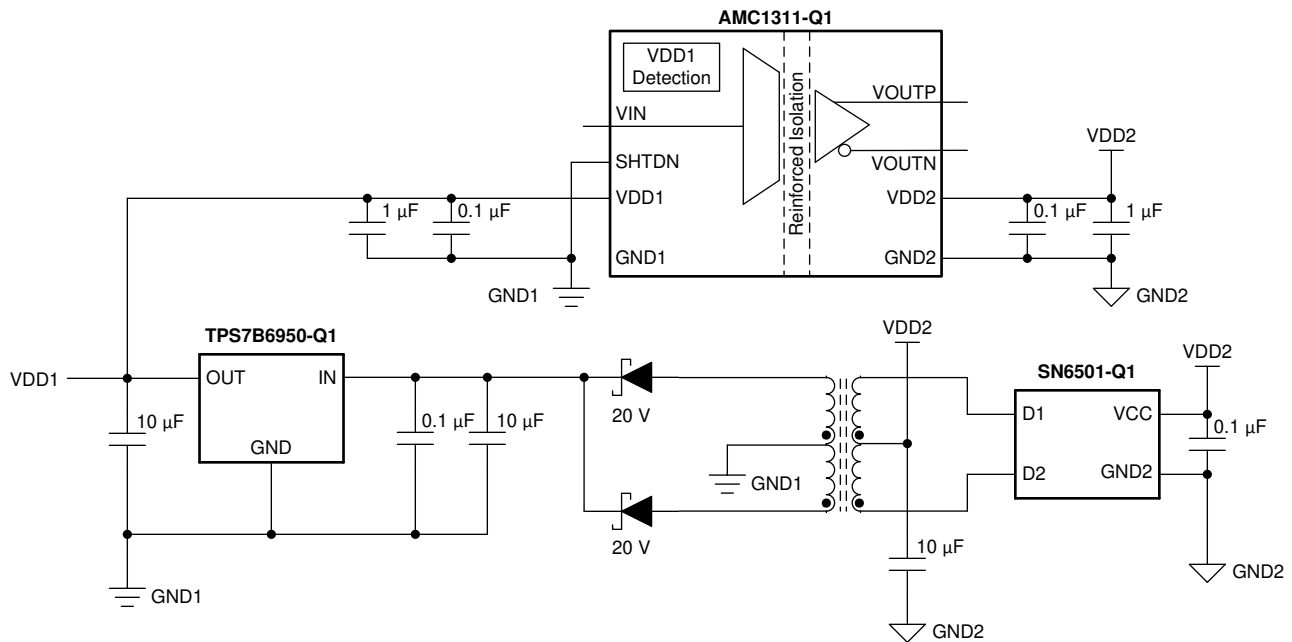 AMC1311-Q1
VDD1
Detection
Reinforced Isolation
VIN
SHTDN
VDD1
GND1
VOUTP
VOUTN
VDD2
GND2
VDD2
1 µF
0.1 µF
0.1 µF
1 µF
GND1
GND2
TPS7B6950-Q1
VDD1
OUT
IN
GND
10 µF
0.1 µF
10 µF
GND1
20 V
20 V
GND1
VDD2
10 µF
GND2
SN6501-Q1
D1
VCC
D2
GND2
VDD2
0.1 µF
GND2